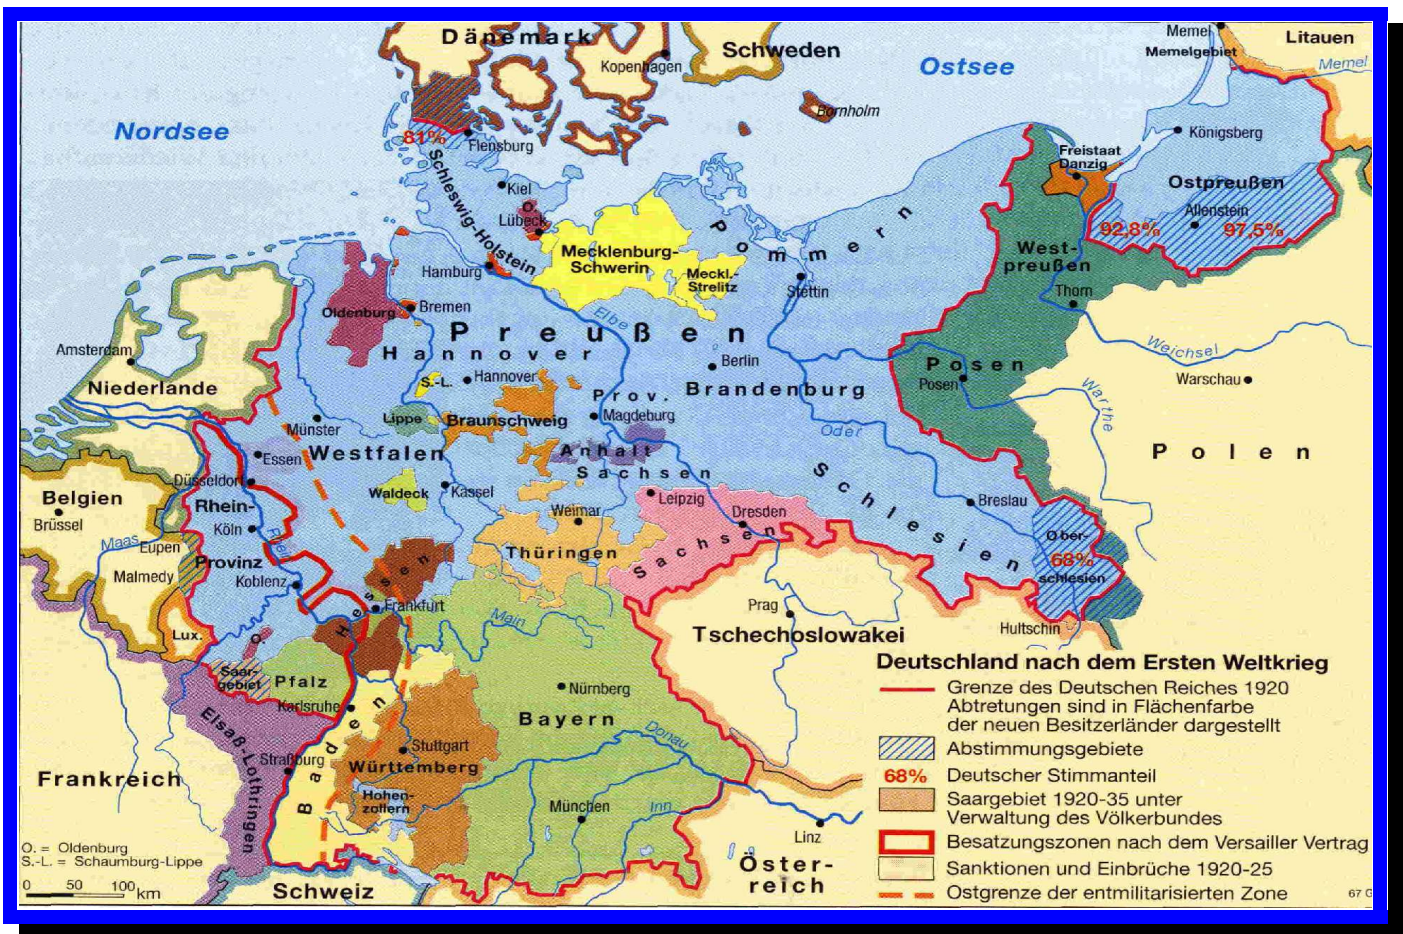 Dänemark
Schweden
Kopenhagen
Ostsee
Memel
Memelgebiet
Litauen
Memel
Nordsee
Bornholm
81%
Flensburg
Schleswig-Holstein
Kiel
O.
Lübeck
Königsberg
Freistaat
Danzig
Ostpreußen
Allenstein
92,8%
97,5%
Pommern
Mecklenburg-
Schwerin
Meckl.-
Strelitz
Stettin
West-
preußen
Thorn
Hamburg
Bremen
Oldenburg
Elbe
Preußen
Hannover
S.-L.
Hannover
Berlin
Brandenburg
Posen
Posen
Weichsel
Warschau
Warthe
Polen
Amsterdam
Niederlande
Münster
Lippe
Braunschweig
Prov.
Magdeburg
Anhalt
Sachsen
Oder
Schlesien
Essen
Westfalen
Düsseldorf
Waldeck
Kassel
Leipzig
Dresden
Breslau
Belgien
Brüssel
Rhein-
Köln
Provinz
Koblenz
Weimar
Thüringen
Sachsen
Ober-
68%
schlesien
Maas
Eupen
Malmedy
Rhein
Hessen
Frankfurt
Main
Prag
Tschechoslowakei
Hultschin
Lux.
O.
Saar-
gebiet
Pfalz
Karlsruhe
Nürnberg
Bayern
Elsaß-Lothringen
Baden
Stuttgart
Württemberg
Donau
Straßburg
Frankreich
Hohen-
zollern
München
Inn
Linz
Öster-
reich
Schweiz
O. = Oldenburg
S.-L. = Schaumburg-Lippe
0 50 100 km
Deutschland nach dem Ersten Weltkrieg
Grenze des Deutschen Reiches 1920
Abtretungen sind in Flächenfarbe
der neuen Besitzerländer dargestellt
Abstimmungsgebiete
68% Deutscher Stimmanteil
Saargebiet 1920-35 unter
Verwaltung des Völkerbundes
Besatzungszonen nach dem Versailler Vertrag
Sanktionen und Einbrüche 1920-25
Ostgrenze der entmilitarisierten Zone
67 G